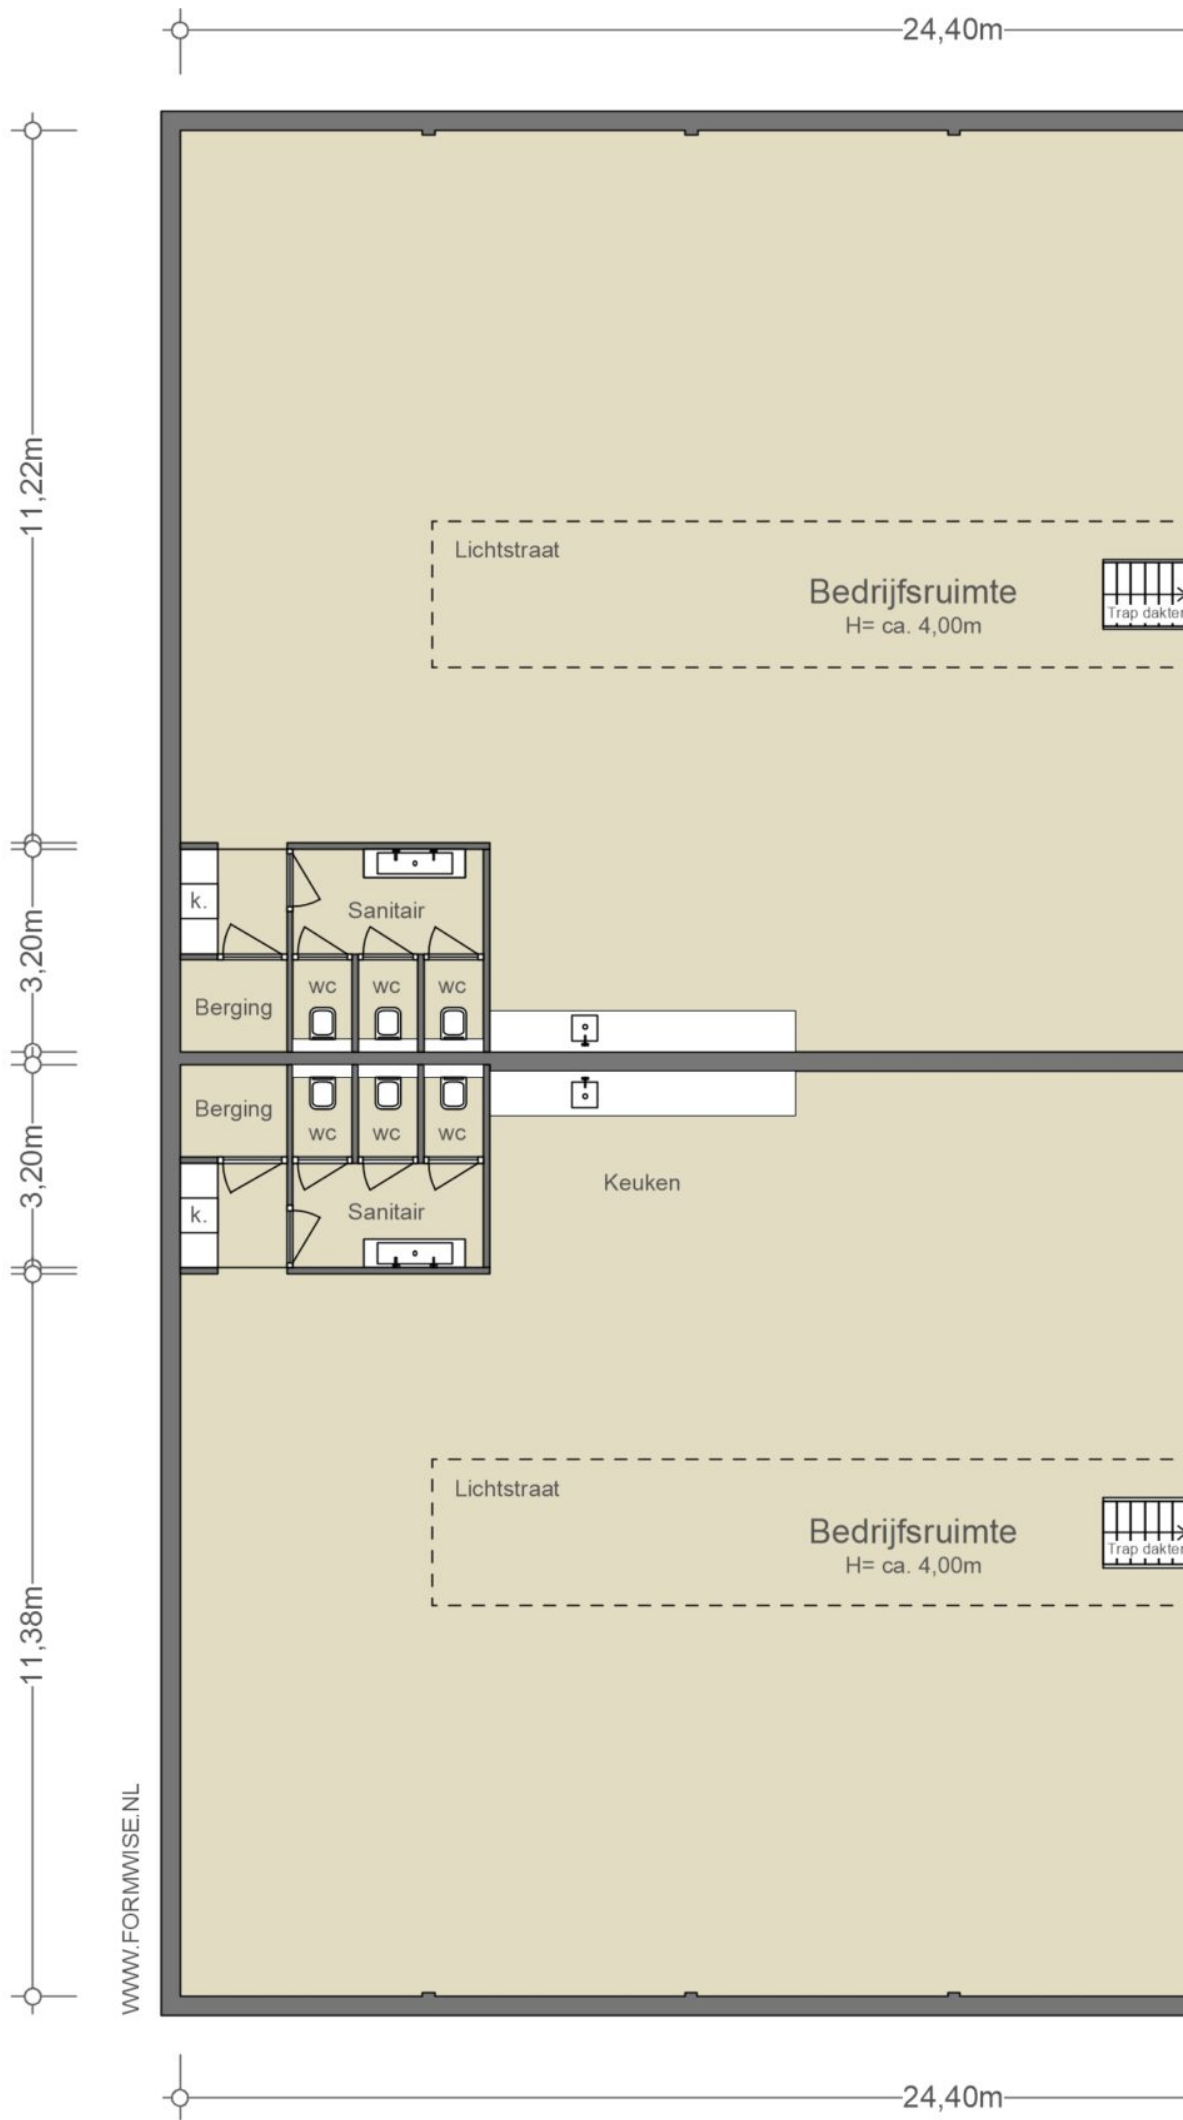 24,40m
11,22m
Lichtstraat
Bedrijfsruimte
H= ca. 4,00m
Trap dakter
k.
Sanitair
3,20m
wc wc wc
Berging
Berging
wc wc wc
3,20m
Keuken
k.
Sanitair
Lichtstraat
Bedrijfsruimte
H= ca. 4,00m
Trap dakter
11,38m
WWW.FORMWISE.NL
24,40m